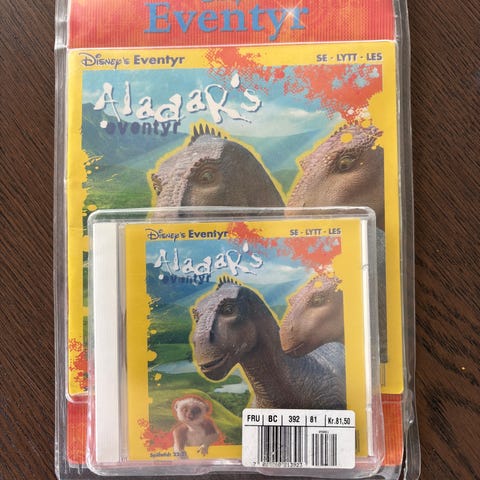 Eventyr
Disney's Eventyr
SE - LYTT - LES
Aladar's
eventyr
Disney's Eventyr
SE - LYTT - LES
Aladar's
eventyr
FRU BC 392 81 Kr.81,50